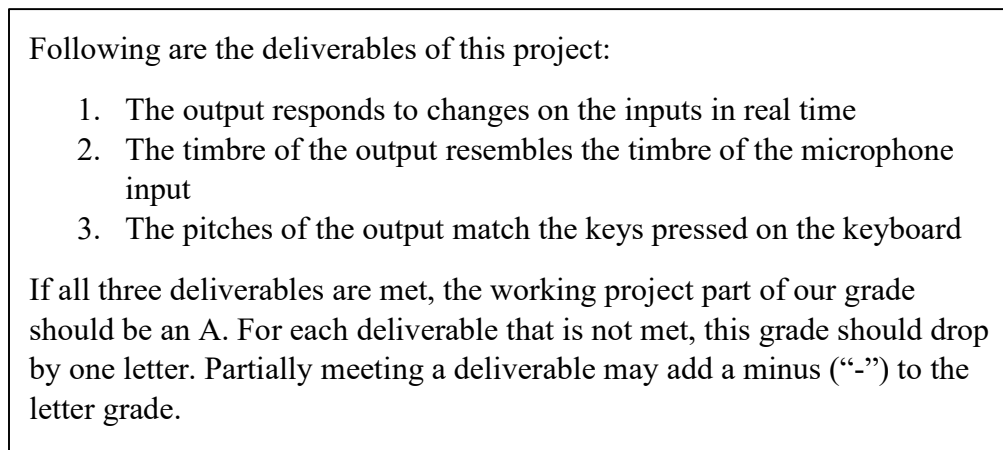 Following are the deliverables of this project:
1. The output responds to changes on the inputs in real time
2. The timbre of the output resembles the timbre of the microphone
input
3. The pitches of the output match the keys pressed on the keyboard
If all three deliverables are met, the working project part of our grade
should be an A. For each deliverable that is not met, this grade should drop
by one letter. Partially meeting a deliverable may add a minus (“-”) to the
letter grade.